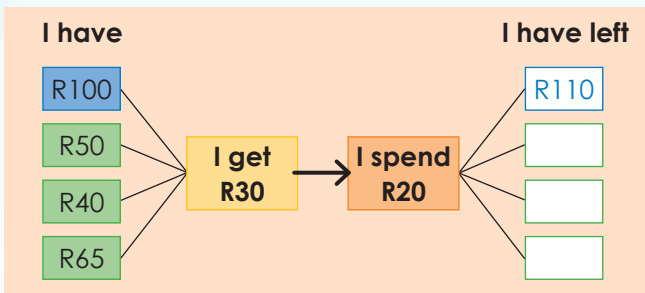 I have
I have left
R100
R110
R50
R40
R65
I get
R30
I spend
R20